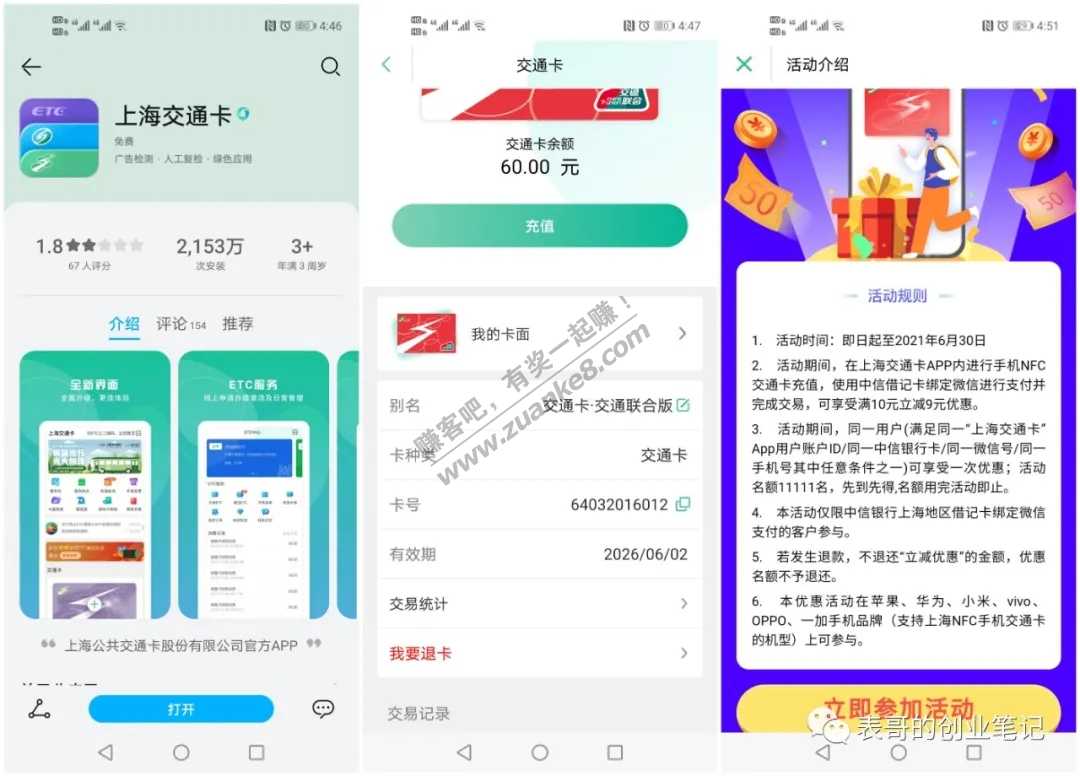 4:46
上海交通卡
免费
广告检测 · 人工复检 · 绿色应用
1.8
67 人评分
2,153万
次安装
3+
年满 3 周岁
介绍 评论 154 推荐
全新界面
全面升级，更改体验
ETC服务
上海交通卡
上海公共交通卡股份有限公司官方APP
打开
4:47
交通卡
交通卡余额
60.00 元
充值
我的卡面
别名 交通卡·交通联合版
卡种类 交通卡
卡号 64032016012
有效期 2026/06/02
交易统计
我要退卡
交易记录
4:51
活动介绍
50
50
活动规则
1. 活动时间：即日起至2021年6月30日
2. 活动期间，在上海交通卡APP内进行手机NFC
交通卡充值，使用中信借记卡绑定微信进行支付并
完成交易，可享受满10元立减9元优惠。
3. 活动期间，同一用户(满足同一“上海交通卡”
App用户账户ID/同一中信银行卡/同一微信号/同一
手机号其中任意条件之一)可享受一次优惠；活动
名额11111名，先到先得,名额用完活动即止。
4. 本活动仅限中信银行上海地区借记卡绑定微信
支付的客户参与。
5. 若发生退款，不退还“立减优惠”的金额，优惠
名额不予退还。
6. 本优惠活动在苹果、华为、小米、vivo、
OPPO、一加手机品牌（支持上海NFC手机交通卡
的机型）上可参与。
立即参加活动
赚客吧，有奖一起赚！
www.zuanke8.com
表哥的创业笔记